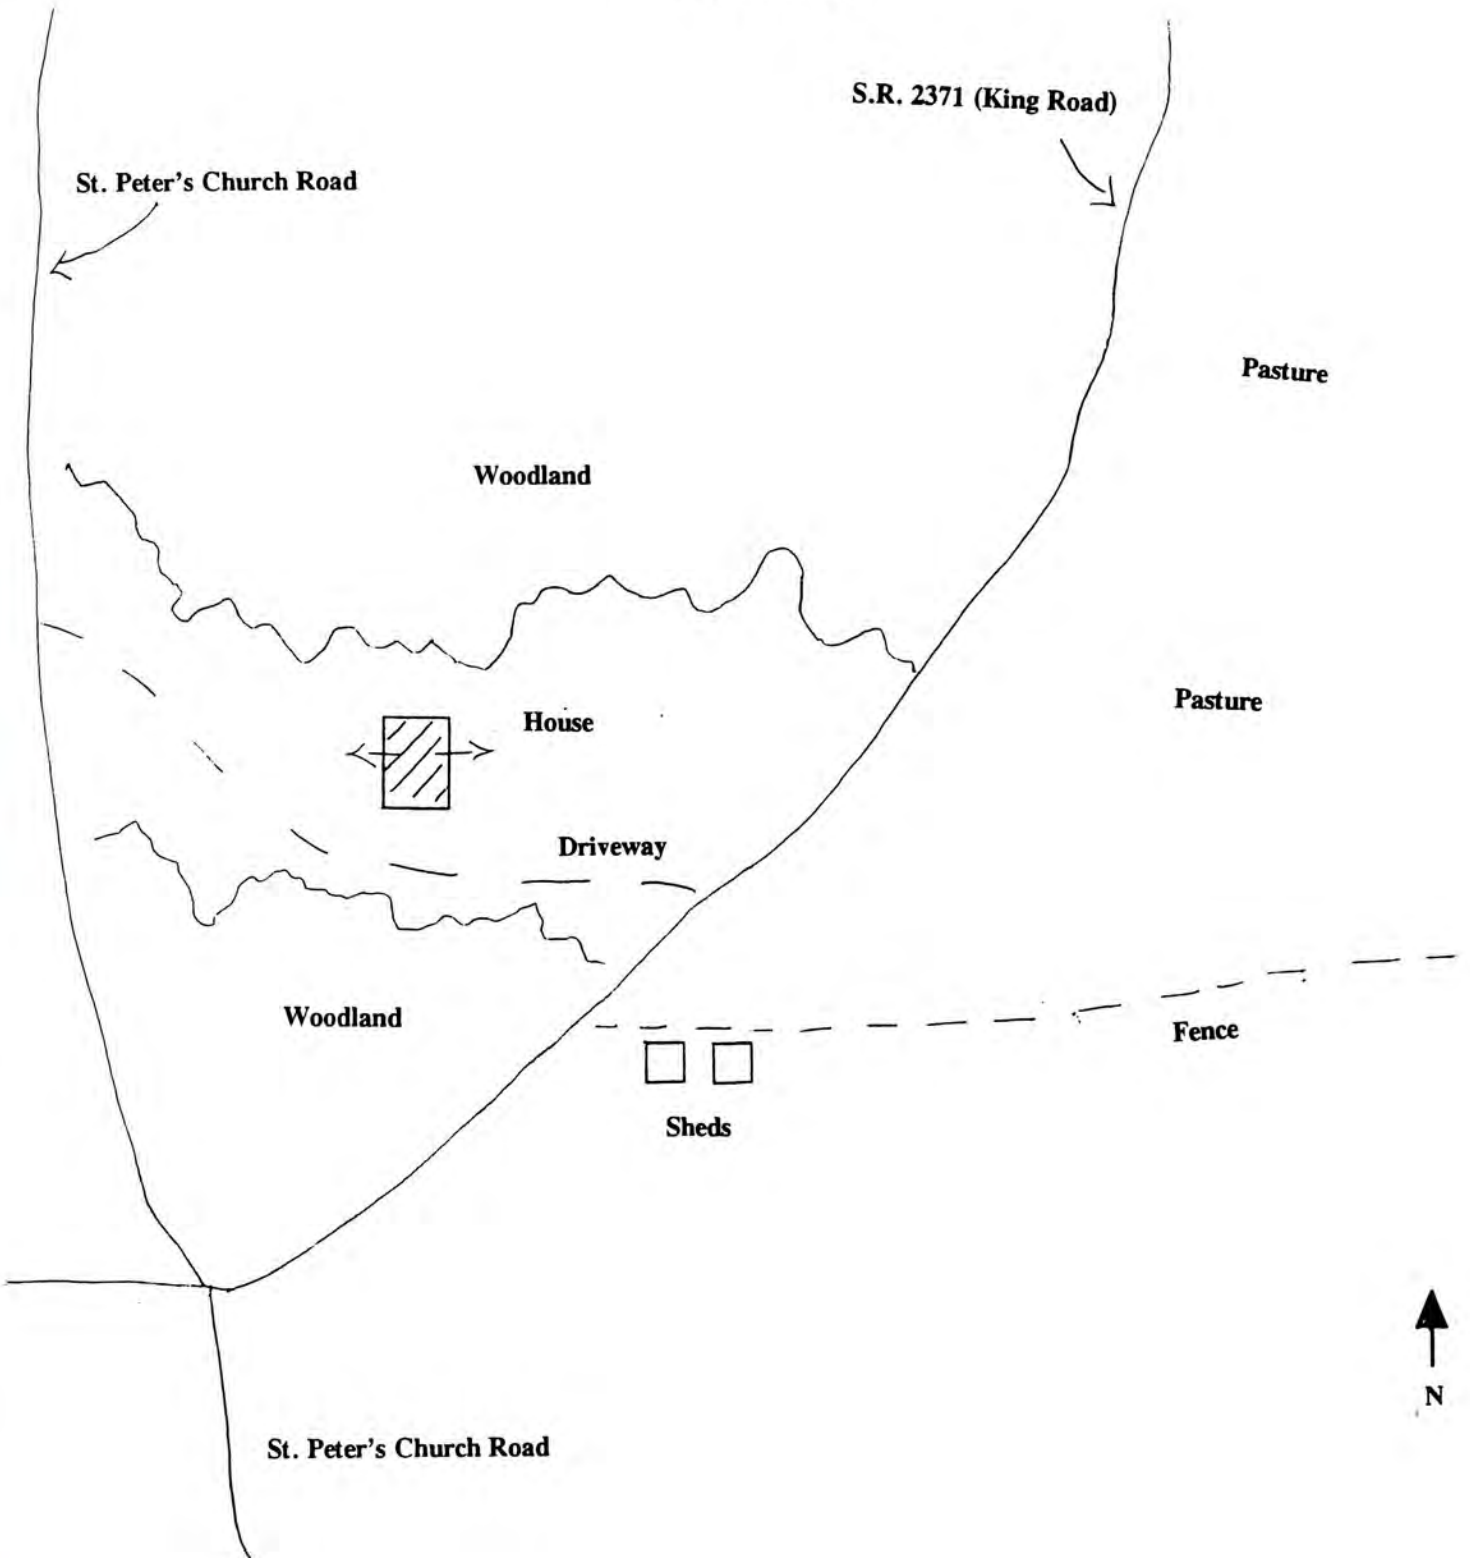 S.R. 2371 (King Road)
St. Peter's Church Road
Pasture
Woodland
Pasture
House
Driveway
Woodland
Fence
Sheds
N
St. Peter's Church Road